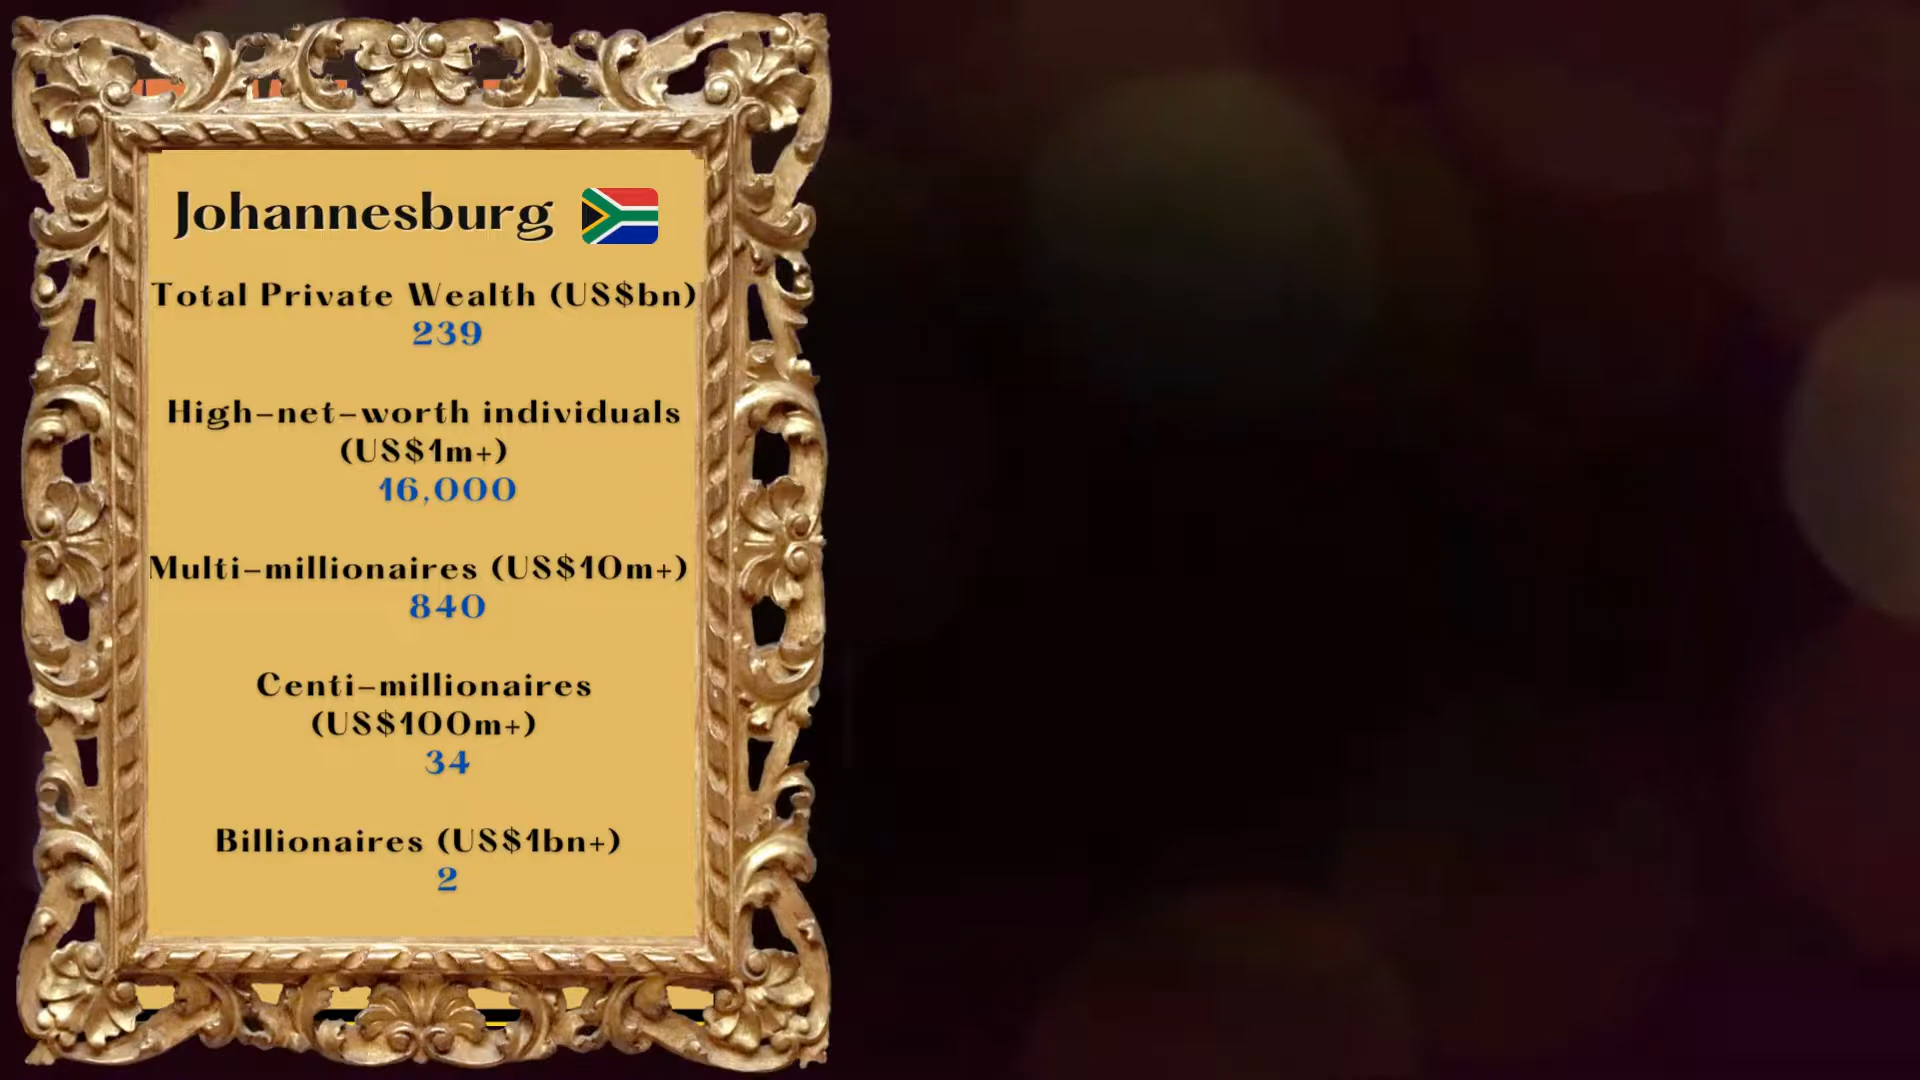 Johannesburg
Total Private Wealth (US$bn)
239
High-net-worth individuals
(US$1m+)
16,000
Multi-millionaires (US$10m+)
840
Centi-millionaires
(US$100m+)
34
Billionaires (US$1bn+)
2